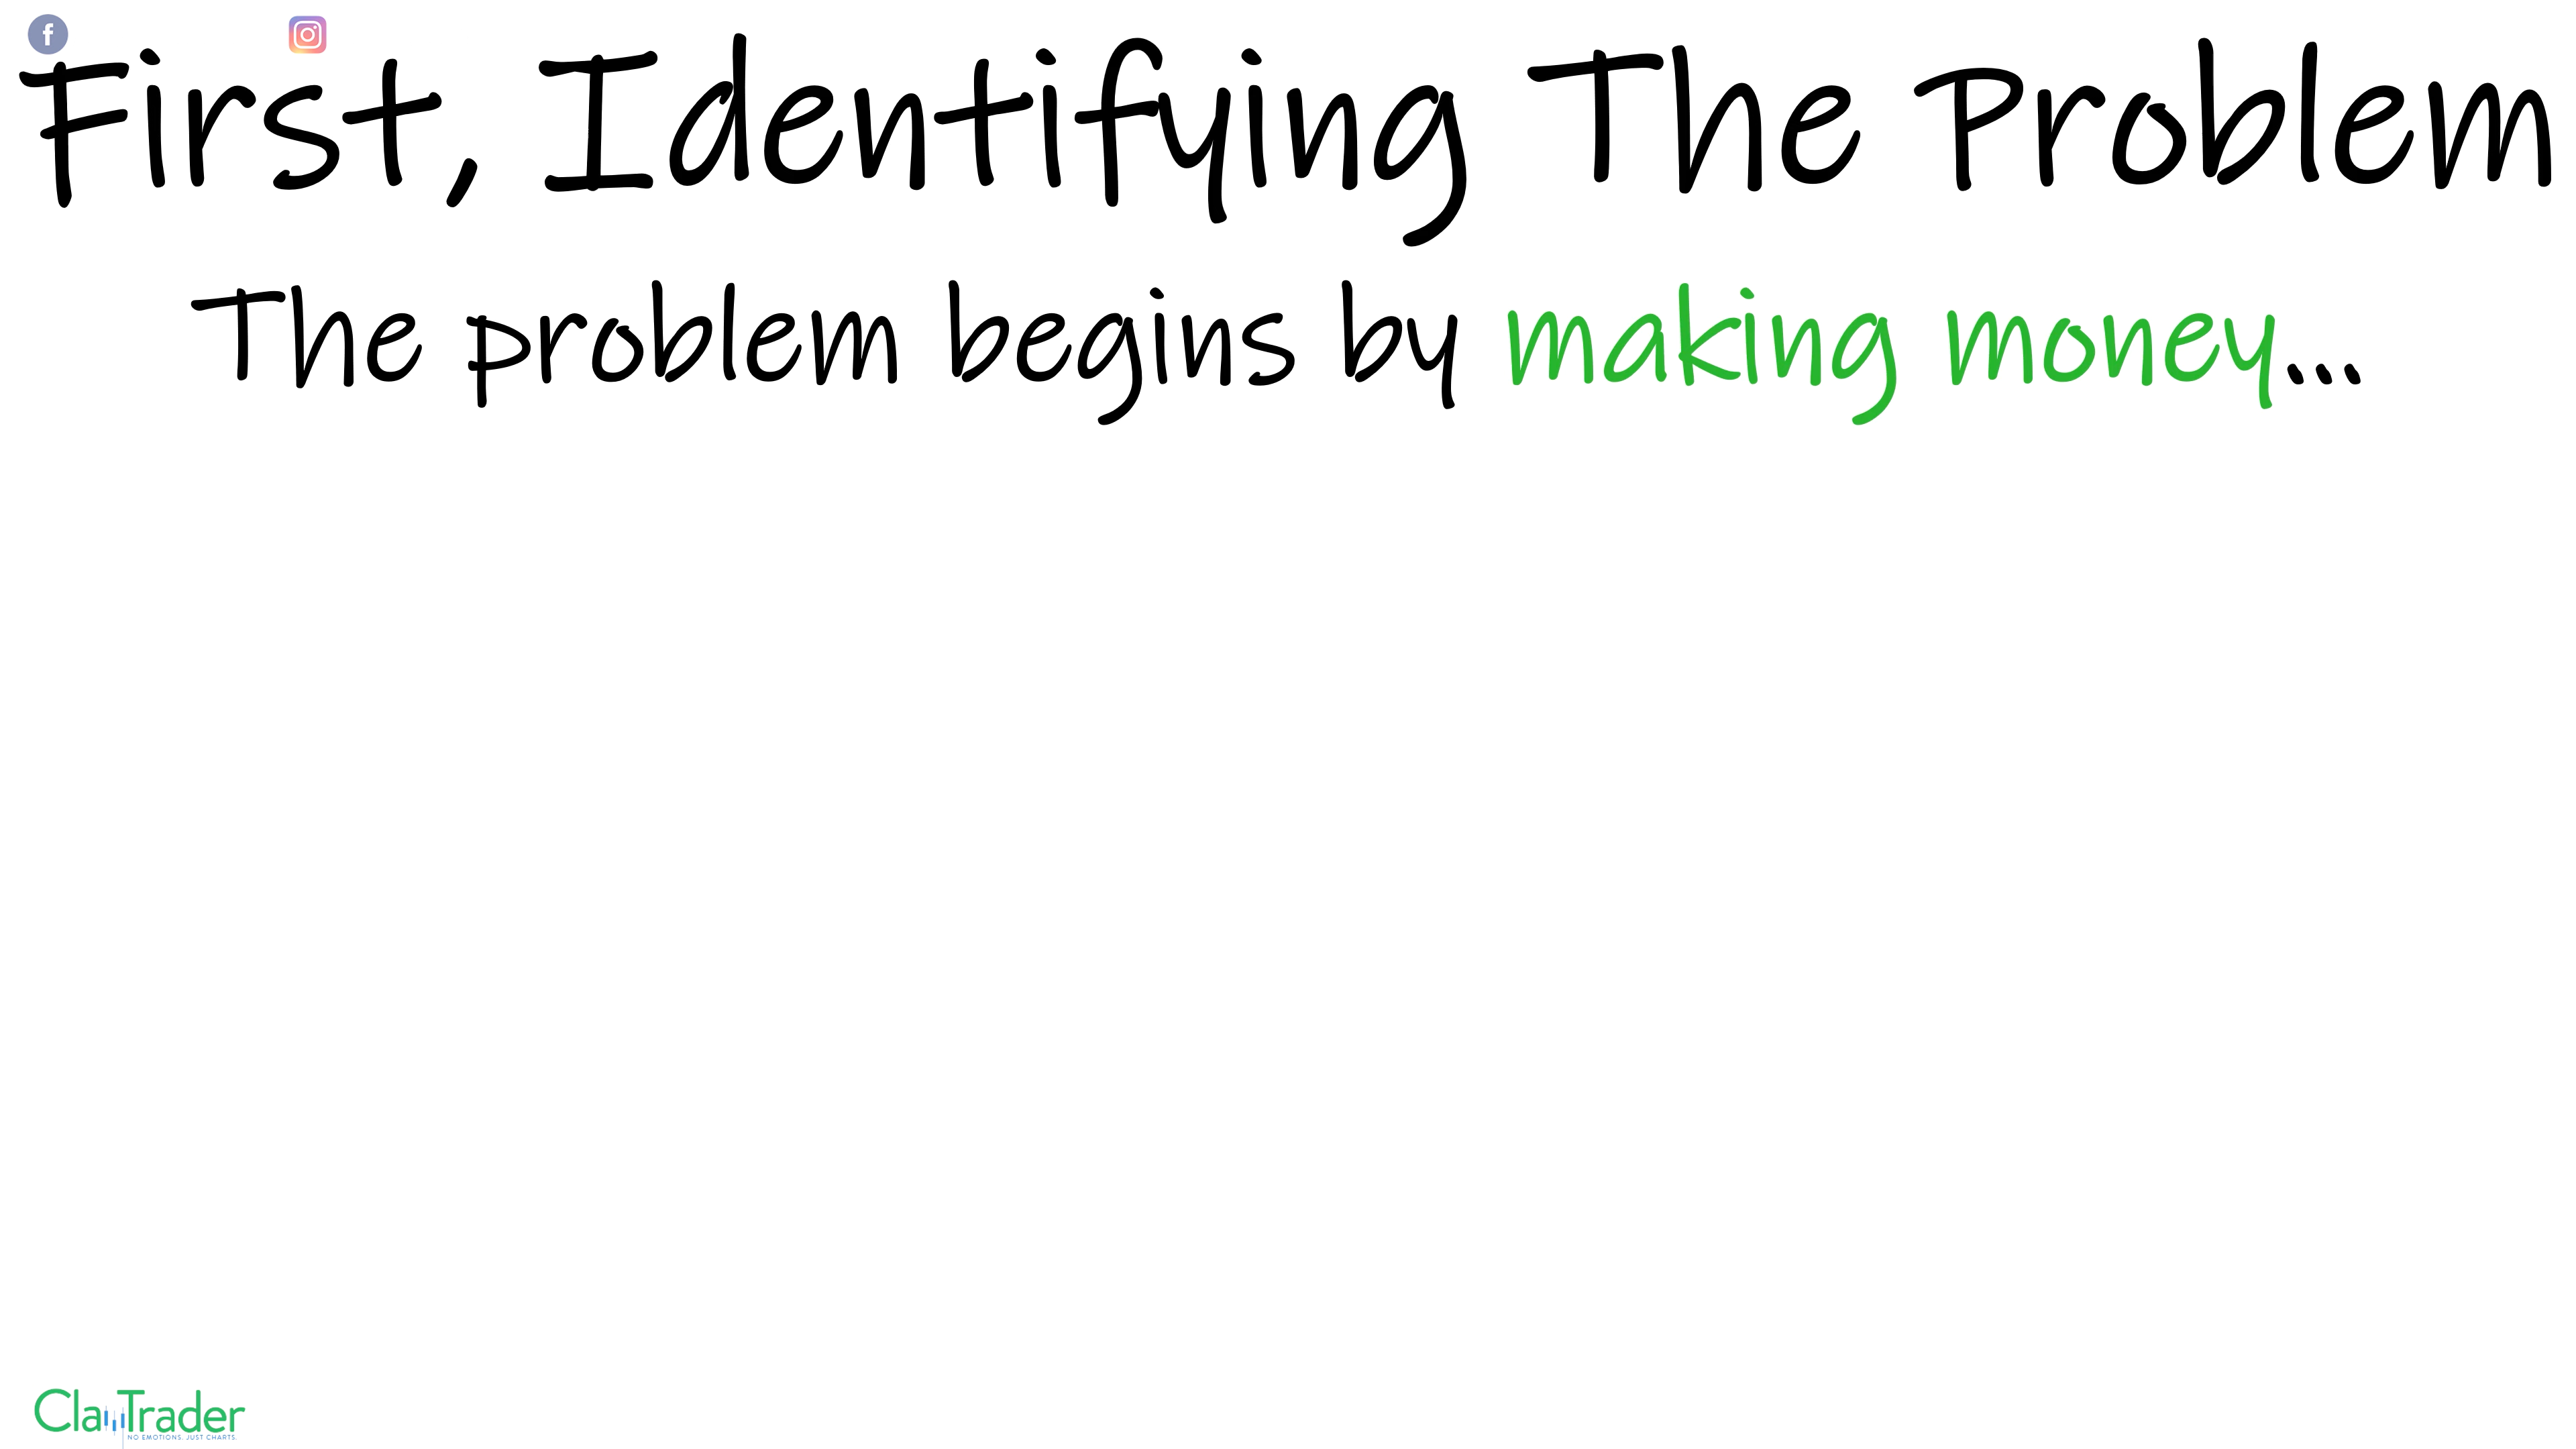 First, Identifying The Problem
The problem begins by making money...
ClayTrader
NO EMOTIONS. JUST CHARTS.